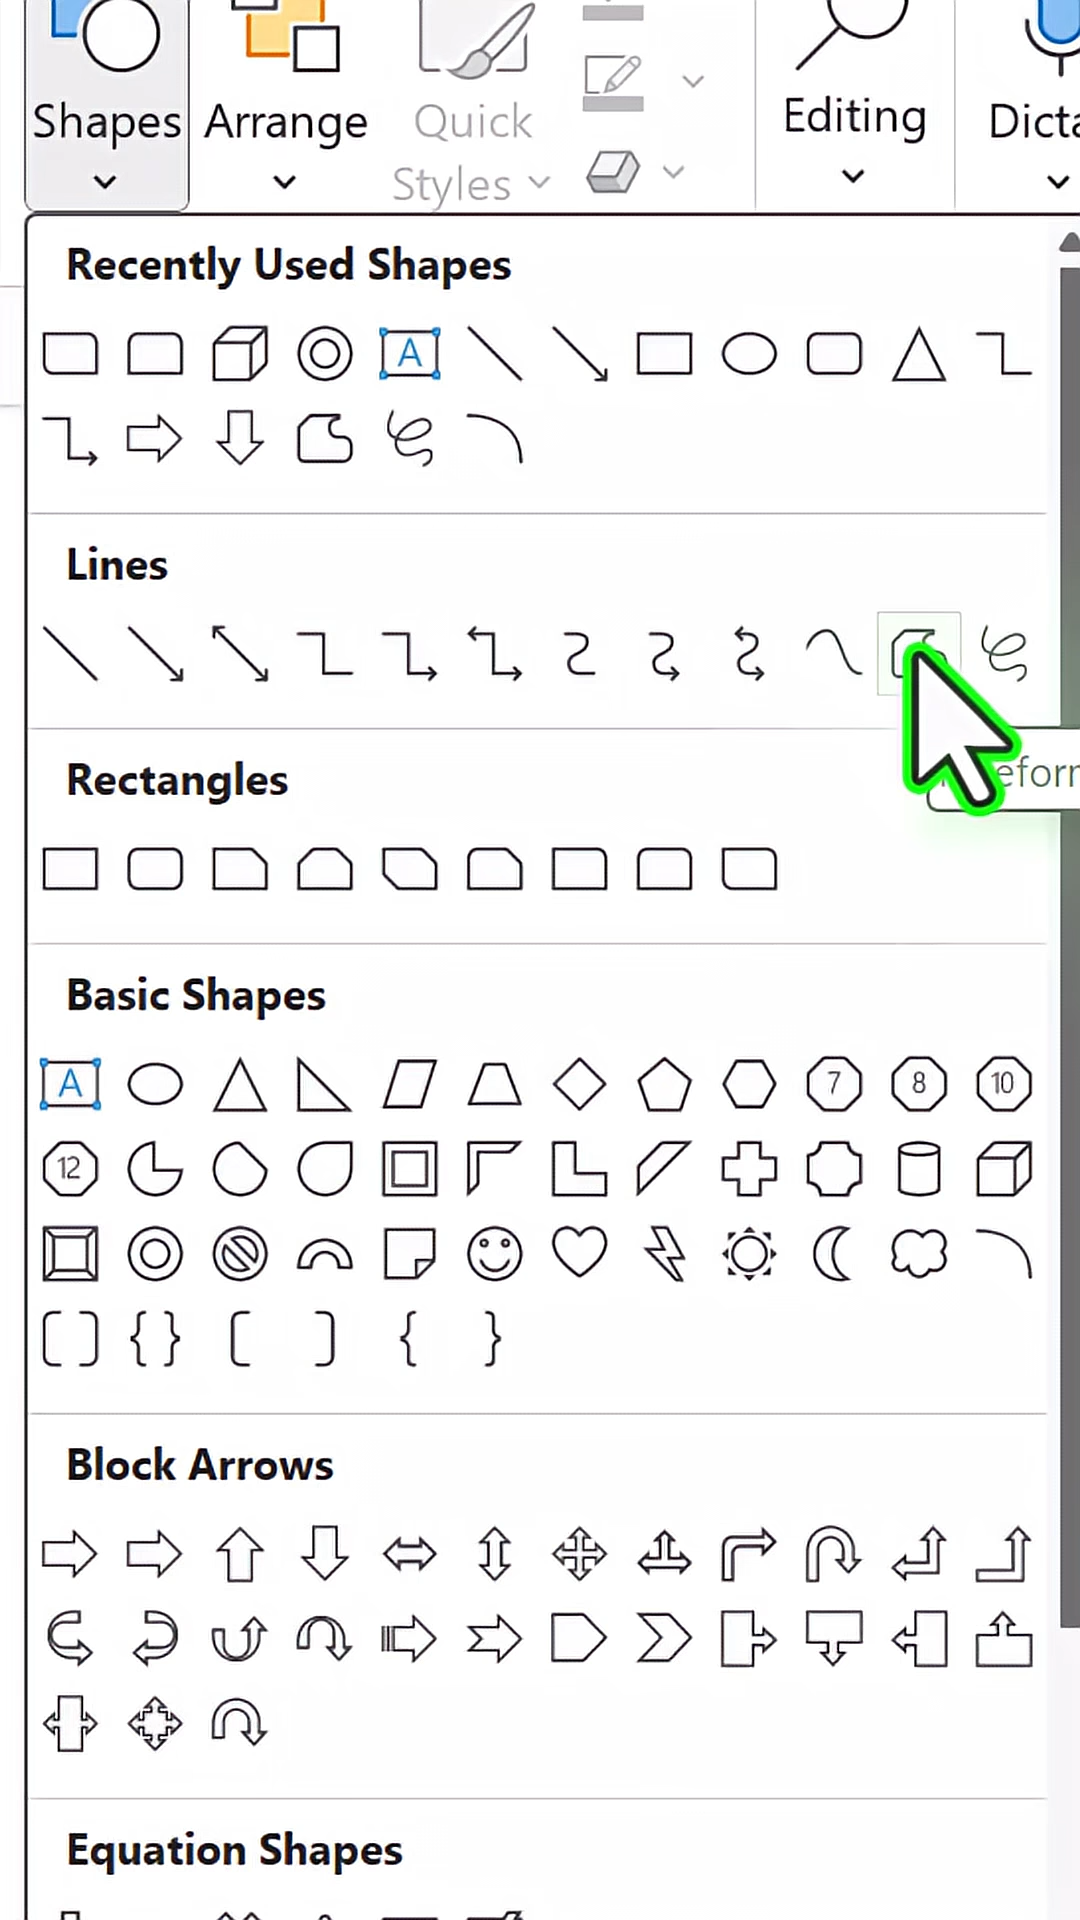 Shapes Arrange Quick Styles Editing
Recently Used Shapes
A
Lines
Rectangles
Basic Shapes
A 7 8 10
12
Block Arrows
Equation Shapes